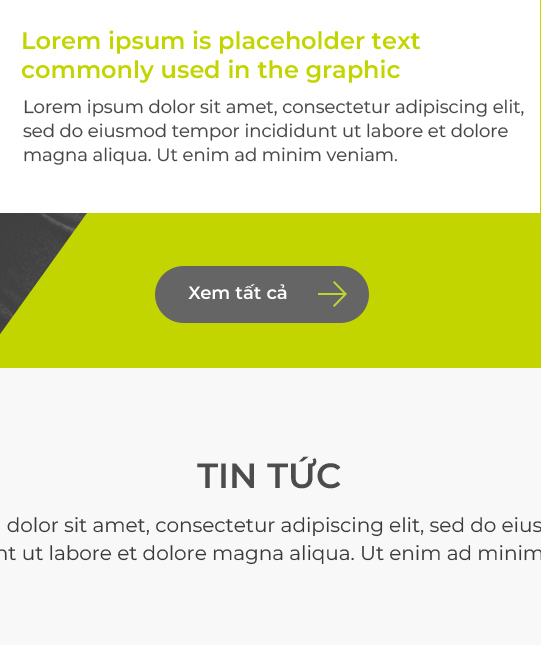 Lorem ipsum is placeholder text
commonly used in the graphic
Lorem ipsum dolor sit amet, consectetur adipiscing elit,
sed do eiusmod tempor incididunt ut labore et dolore
magna aliqua. Ut enim ad minim veniam.
Xem tất cả
TIN TỨC
dolor sit amet, consectetur adipiscing elit, sed do eius
nt ut labore et dolore magna aliqua. Ut enim ad minim